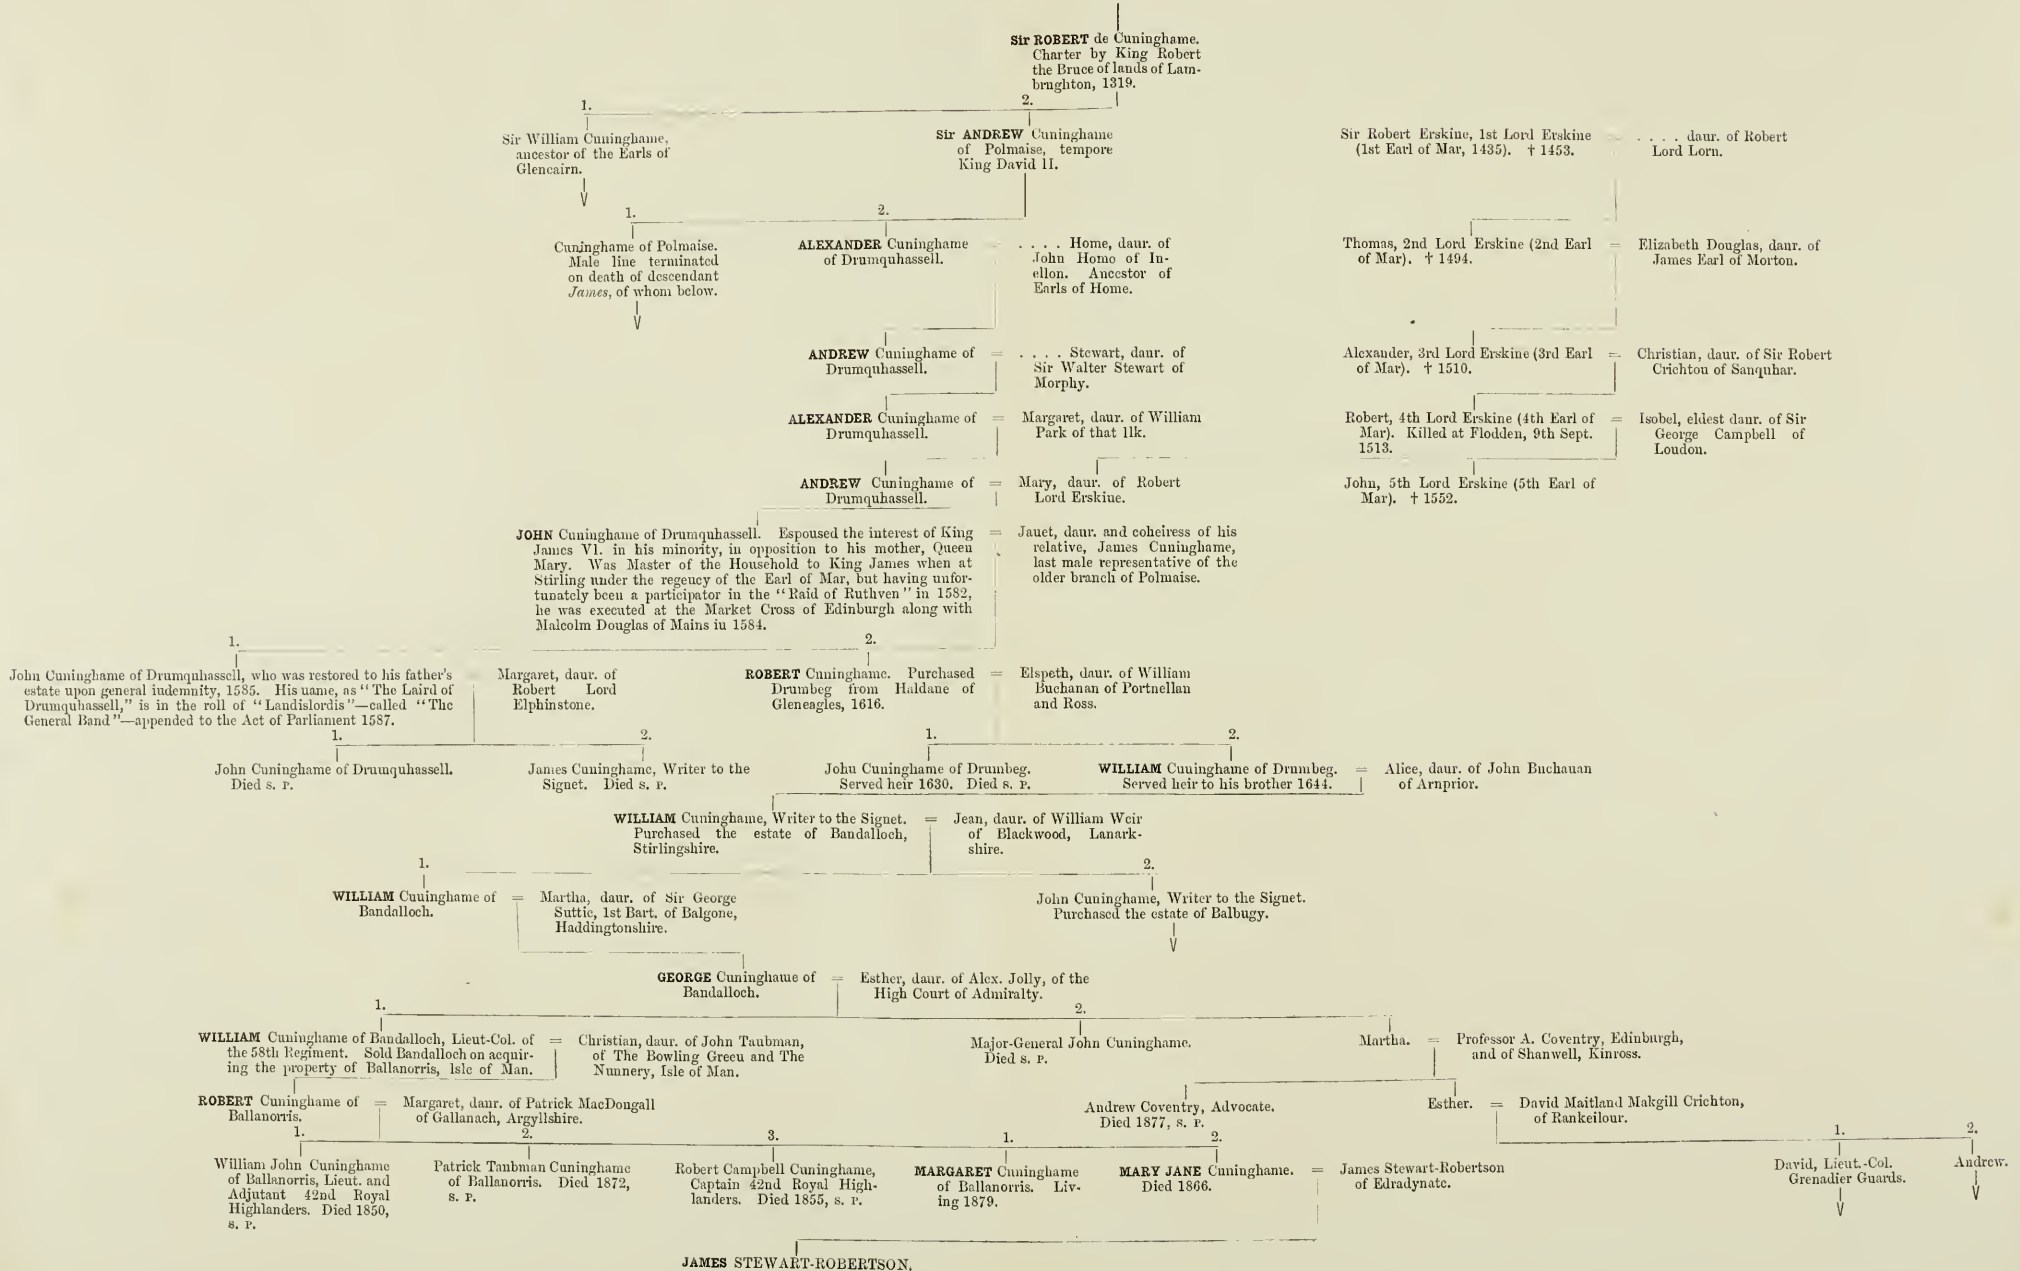 Sir ROBERT de Cuninghame.
Charter by King Robert
the Bruce of lands of Lam-
brughton, 1319.
1.
2.
Sir William Cuninghame,
ancestor of the Earls of
Glencairn.
Sir ANDREW Cuninghame
of Polmaise, tempore
King David II.
Sir Robert Erskine, 1st Lord Erskine
(1st Earl of Mar, 1435). † 1453.
. . . . daur. of Robert
Lord Lorn.
1.
2.
Cuninghame of Polmaise.
Male line terminated
on death of descendant
James, of whom below.
ALEXANDER Cuninghame
of Drumquhassell.
. . . . Home, daur. of
John Home of In-
ellon. Ancestor of
Earls of Home.
Thomas, 2nd Lord Erskine (2nd Earl
of Mar). † 1494.
=
Elizabeth Douglas, daur. of
James Earl of Morton.
ANDREW Cuninghame of
Drumquhassell.
=
. . . . Stewart, daur. of
Sir Walter Stewart of
Morphy.
Alexander, 3rd Lord Erskine (3rd Earl
of Mar). † 1510.
=
Christian, daur. of Sir Robert
Crichton of Sanquhar.
ALEXANDER Cuninghame of
Drumquhassell.
=
Margaret, daur. of William
Park of that Ilk.
Robert, 4th Lord Erskine (4th Earl of
Mar). Killed at Flodden, 9th Sept.
1513.
=
Isobel, eldest daur. of Sir
George Campbell of
Loudon.
ANDREW Cuninghame of
Drumquhassell.
=
Mary, daur. of Robert
Lord Erskine.
John, 5th Lord Erskine (5th Earl of
Mar). † 1552.
JOHN Cuninghame of Drumquhassell. Espoused the interest of King
James VI. in his minority, in opposition to his mother, Queen
Mary. Was Master of the Household to King James when at
Stirling under the regency of the Earl of Mar, but having unfor-
tunately been a participator in the "Raid of Ruthven" in 1582,
he was executed at the Market Cross of Edinburgh along with
Malcolm Douglas of Mains in 1584.
=
Janet, daur. and coheiress of his
relative, James Cuninghame,
last male representative of the
older branch of Polmaise.
1.
2.
John Cuninghame of Drumquhassell, who was restored to his father's
estate upon general indemnity, 1585. His name, as "The Laird of
Drumquhassell," is in the roll of "Landislordis"—called "The
General Band"—appended to the Act of Parliament 1587.
Margaret, daur. of
Robert Lord
Elphinstone.
ROBERT Cuninghame. Purchased
Drumbeg from Haldane of
Gleneagles, 1616.
=
Elspeth, daur. of William
Buchanan of Portnellan
and Ross.
1.
2.
1.
2.
John Cuninghame of Drumquhassell.
Died s. P.
James Cuninghame, Writer to the
Signet. Died s. P.
John Cuninghame of Drumbeg.
Served heir 1630. Died s. P.
WILLIAM Cuninghame of Drumbeg.
Served heir to his brother 1644.
=
Alice, daur. of John Buchanan
of Arnprior.
WILLIAM Cuninghame, Writer to the Signet.
Purchased the estate of Bandalloch,
Stirlingshire.
=
Jean, daur. of William Weir
of Blackwood, Lanark-
shire.
1.
2.
WILLIAM Cuninghame of
Bandalloch.
=
Martha, daur. of Sir George
Suttie, 1st Bart. of Balgone,
Haddingtonshire.
John Cuninghame, Writer to the Signet.
Purchased the estate of Balbugy.
GEORGE Cuninghame of
Bandalloch.
=
Esther, daur. of Alex. Jolly, of the
High Court of Admiralty.
1.
2.
WILLIAM Cuninghame of Bandalloch, Lieut-Col. of
the 58th Regiment. Sold Bandalloch on acquir-
ing the property of Ballanorris, Isle of Man.
=
Christian, daur. of John Taubman,
of The Bowling Green and The
Nunnery, Isle of Man.
Major-General John Cuninghame.
Died s. P.
Martha.
=
Professor A. Coventry, Edinburgh,
and of Shanwell, Kinross.
ROBERT Cuninghame of
Ballanorris.
=
Margaret, daur. of Patrick MacDougall
of Gallanach, Argyllshire.
Andrew Coventry, Advocate.
Died 1877, s. P.
Esther.
=
David Maitland Makgill Crichton,
of Rankeilour.
1.
2.
3.
1.
2.
1.
2.
William John Cuninghame
of Ballanorris, Lieut. and
Adjutant 42nd Royal
Highlanders. Died 1850,
s. P.
Patrick Taubman Cuninghame
of Ballanorris. Died 1872,
s. P.
Robert Campbell Cuninghame,
Captain 42nd Royal High-
landers. Died 1855, s. P.
MARGARET Cuninghame
of Ballanorris. Liv-
ing 1879.
MARY JANE Cuninghame.
Died 1866.
=
James Stewart-Robertson
of Edradynate.
David, Lieut.-Col.
Grenadier Guards.
Andrew.
JAMES STEWART-ROBERTSON.